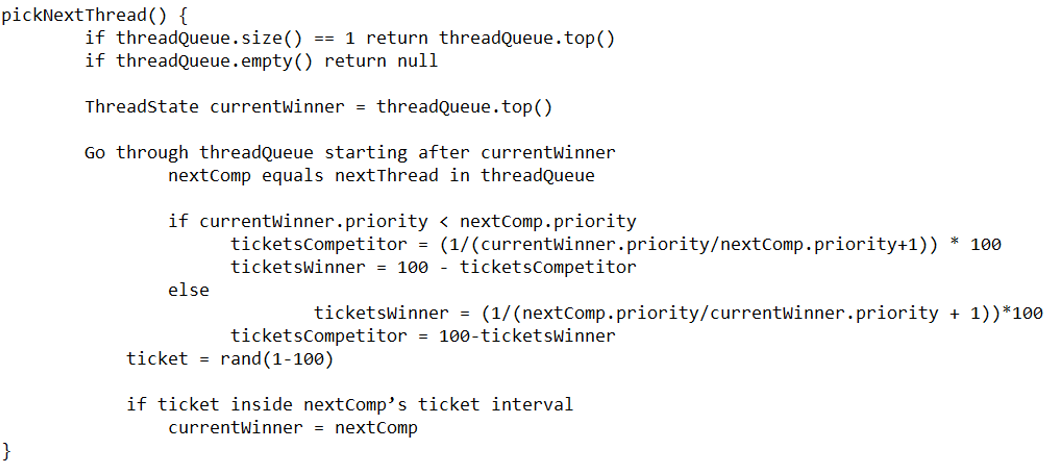 pickNextThread() {
if threadQueue.size() == 1 return threadQueue.top()
if threadQueue.empty() return null
ThreadState currentWinner = threadQueue.top()
Go through threadQueue starting after currentWinner
nextComp equals nextThread in threadQueue
if currentWinner.priority < nextComp.priority
ticketsCompetitor = (1/(currentWinner.priority/nextComp.priority+1)) * 100
ticketsWinner = 100 - ticketsCompetitor
else
ticketsWinner = (1/(nextComp.priority/currentWinner.priority + 1))*100
ticketsCompetitor = 100-ticketsWinner
ticket = rand(1-100)
if ticket inside nextComp’s ticket interval
currentWinner = nextComp
}